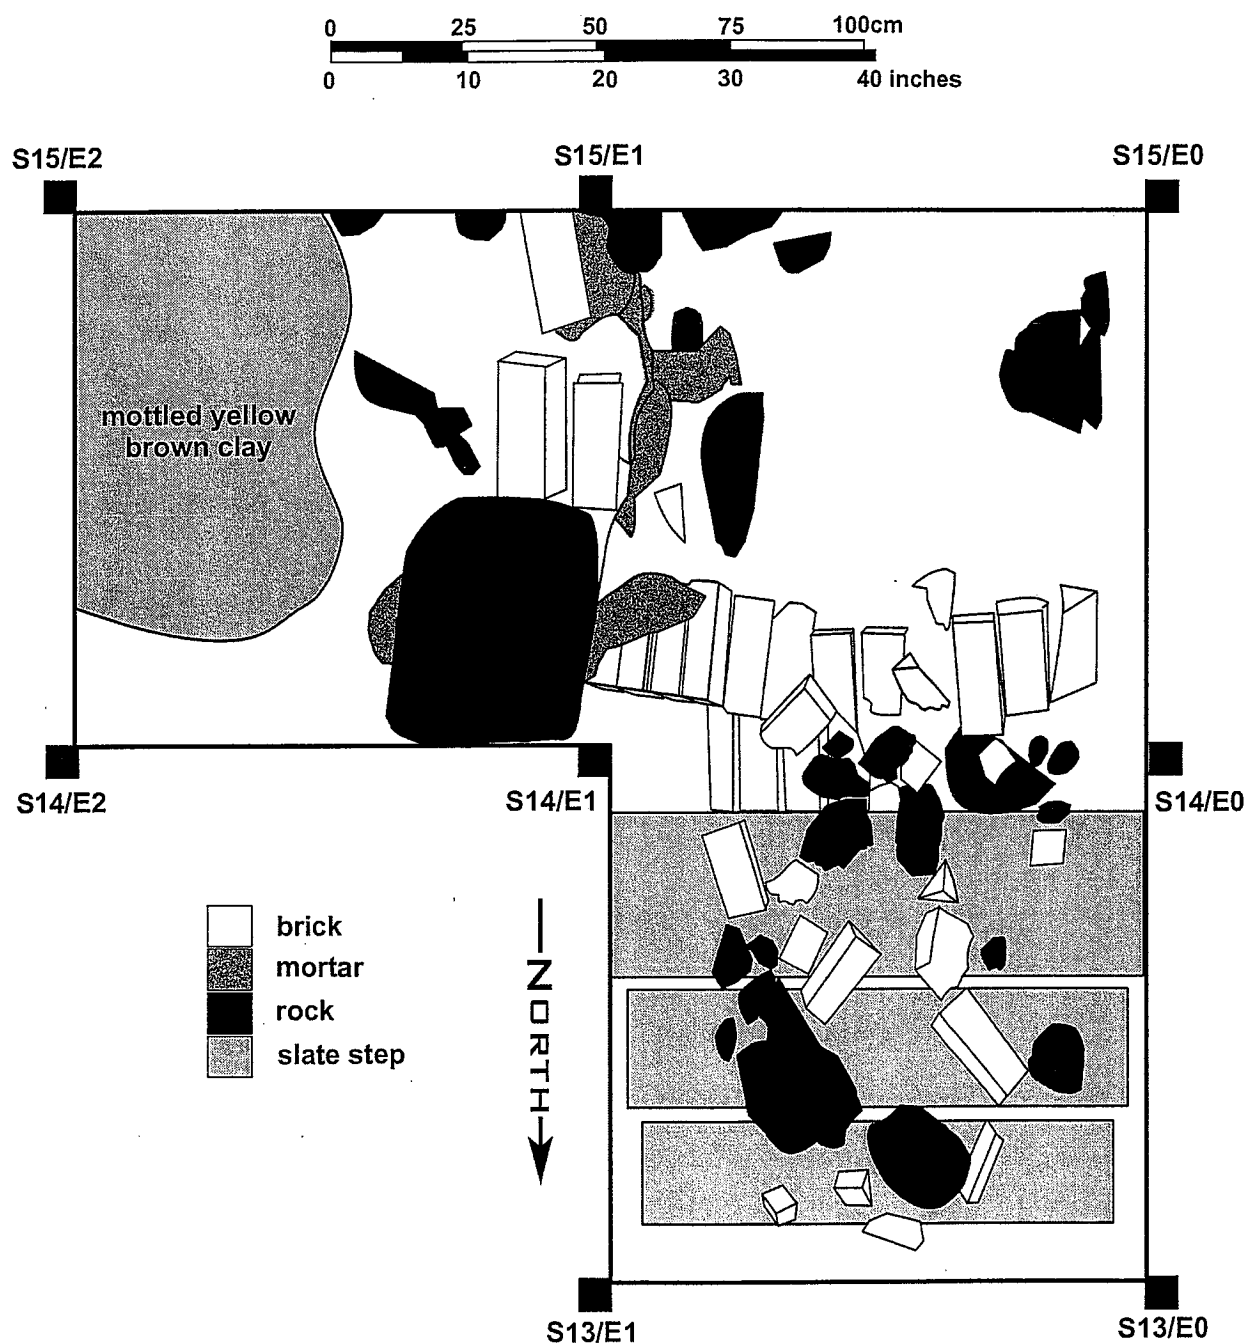 0 25 50 75 100cm
0 10 20 30 40 inches
S15/E2 S15/E1 S15/E0
mottled yellow
brown clay
S14/E2 S14/E1 S14/E0
brick
mortar
rock
slate step
NORTH
S13/E1 S13/E0